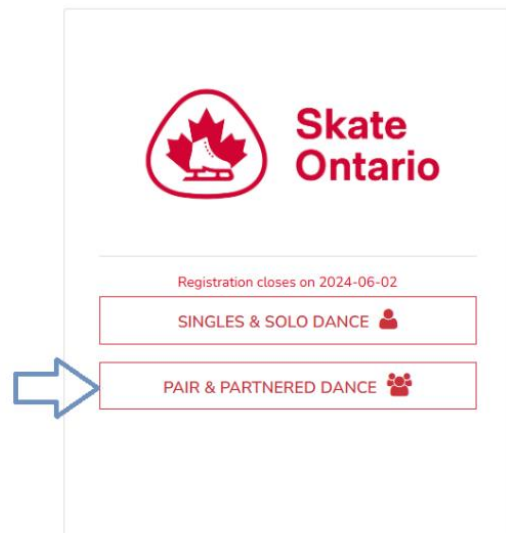 Skate
Ontario
Registration closes on 2024-06-02
SINGLES & SOLO DANCE
PAIR & PARTNERED DANCE